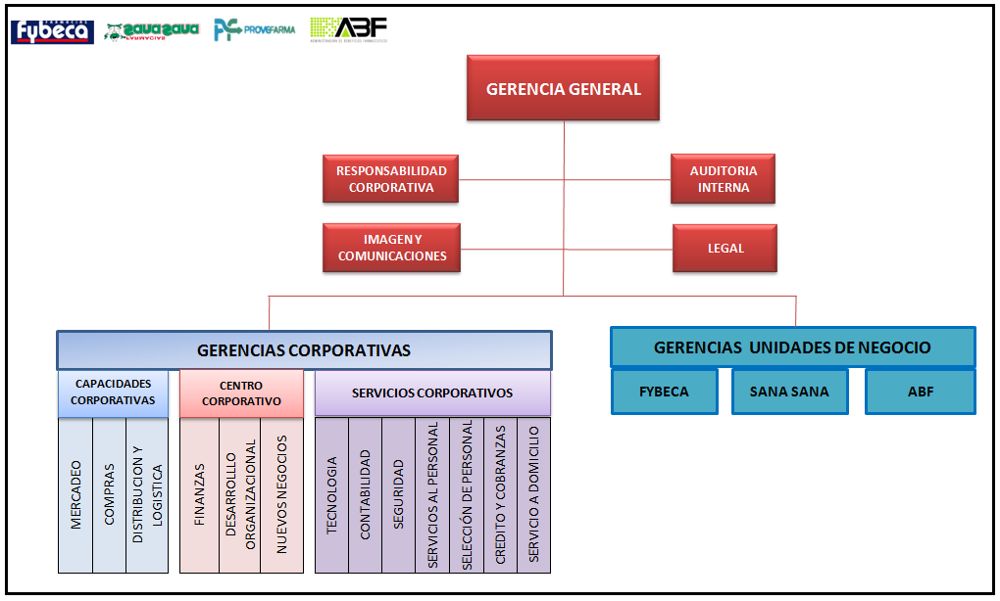 Fybeca
PROVEFARMA
ABF
GERENCIA GENERAL
RESPONSABILIDAD
CORPORATIVA
AUDITORIA
INTERNA
IMAGEN Y
COMUNICACIONES
LEGAL
GERENCIAS CORPORATIVAS
GERENCIAS UNIDADES DE NEGOCIO
CAPACIDADES
CORPORATIVAS
CENTRO
CORPORATIVO
SERVICIOS CORPORATIVOS
FYBECA
SANA SANA
ABF
MERCADEO
COMPRAS
DISTRIBUCION Y
LOGISTICA
FINANZAS
DESARROLLLO
ORGANIZACIONAL
NUEVOS NEGOCIOS
TECNOLOGIA
CONTABILIDAD
SEGURIDAD
SERVICIOS AL PERSONAL
SELECCIÓN DE PERSONAL
CREDITO Y COBRANZAS
SERVICIO A DOMICILIO